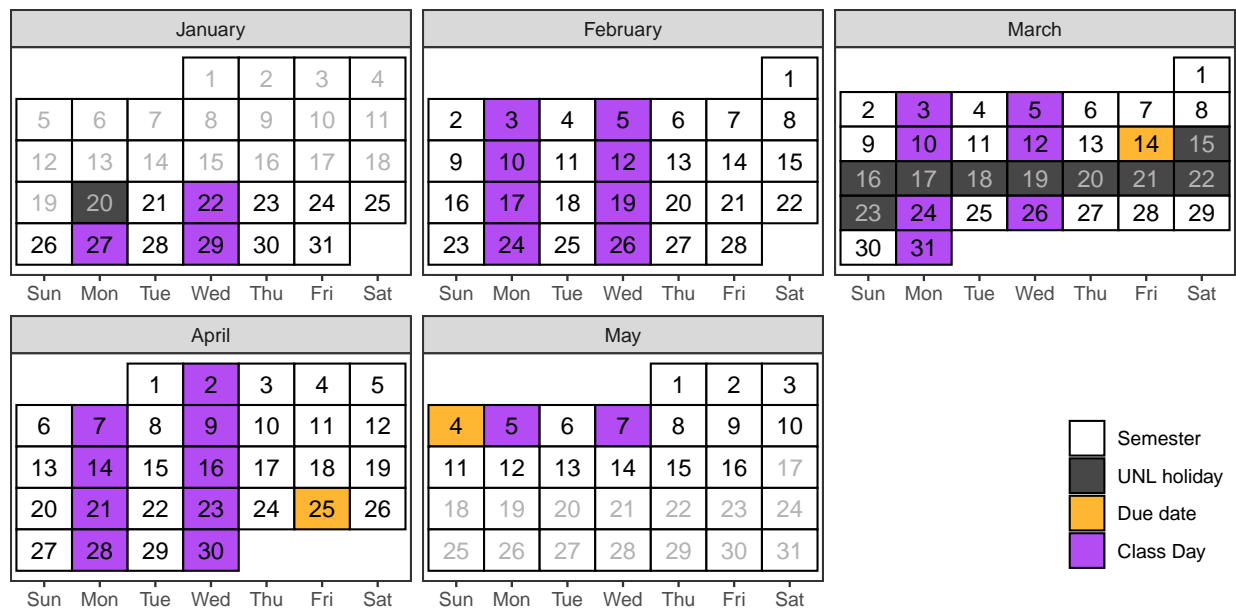 January
1 2 3 4
5 6 7 8 9 10 11
12 13 14 15 16 17 18
19 20 21 22 23 24 25
26 27 28 29 30 31
Sun Mon Tue Wed Thu Fri Sat
February
1
2 3 4 5 6 7 8
9 10 11 12 13 14 15
16 17 18 19 20 21 22
23 24 25 26 27 28
Sun Mon Tue Wed Thu Fri Sat
March
1
2 3 4 5 6 7 8
9 10 11 12 13 14 15
16 17 18 19 20 21 22
23 24 25 26 27 28 29
30 31
Sun Mon Tue Wed Thu Fri Sat
April
1 2 3 4 5
6 7 8 9 10 11 12
13 14 15 16 17 18 19
20 21 22 23 24 25 26
27 28 29 30
Sun Mon Tue Wed Thu Fri Sat
May
1 2 3
4 5 6 7 8 9 10
11 12 13 14 15 16 17
18 19 20 21 22 23 24
25 26 27 28 29 30 31
Sun Mon Tue Wed Thu Fri Sat
Semester
UNL holiday
Due date
Class Day